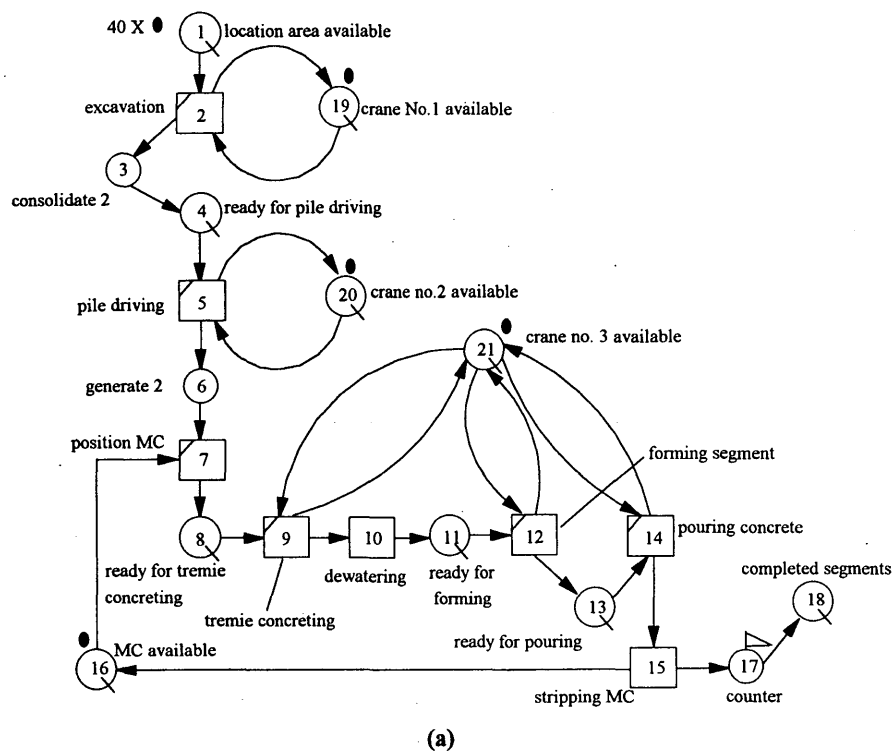 40 X
1
location area available
excavation
2
19
crane No.1 available
3
consolidate 2
4
ready for pile driving
pile driving
5
20
crane no.2 available
21
crane no. 3 available
generate 2
6
position MC
7
forming segment
8
9
10
11
12
14
pouring concrete
ready for tremie
concreting
dewatering
ready for
forming
tremie concreting
13
ready for pouring
completed segments
18
MC available
16
15
17
stripping MC
counter
(a)